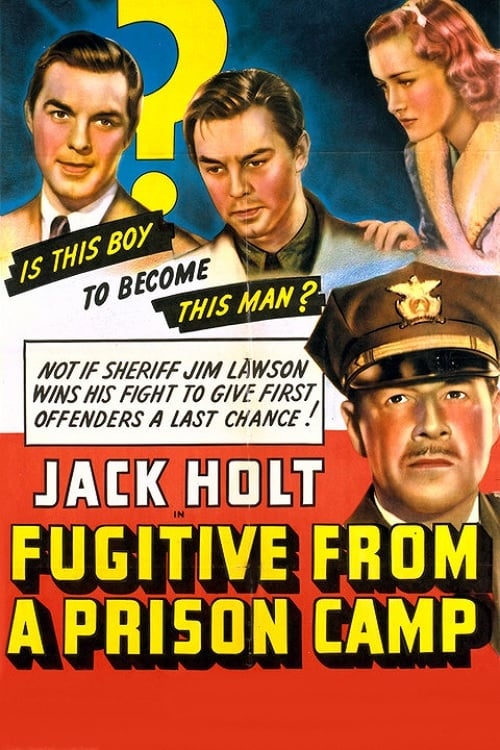 ?
IS THIS BOY
TO BECOME
THIS MAN?
NOT IF SHERIFF JIM LAWSON
WINS HIS FIGHT TO GIVE FIRST
OFFENDERS A LAST CHANCE!
JACK HOLT
IN
FUGITIVE FROM
A PRISON CAMP